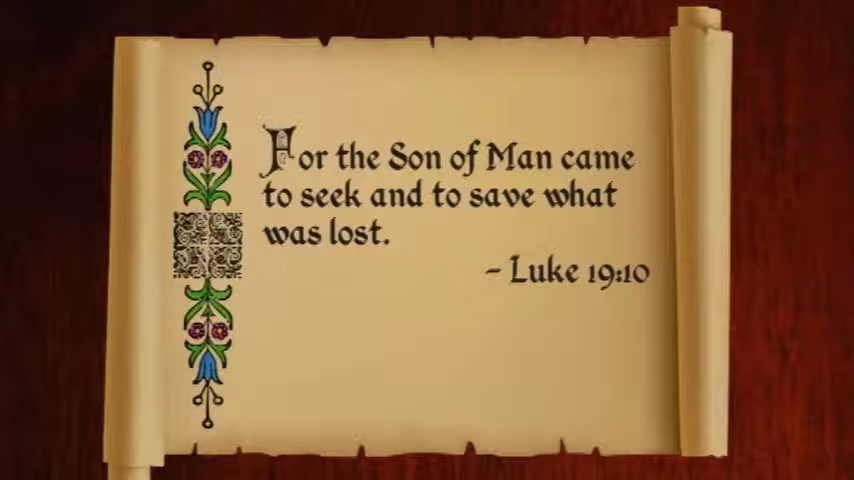 For the Son of Man came
to seek and to save what
was lost.
- Luke 19:10